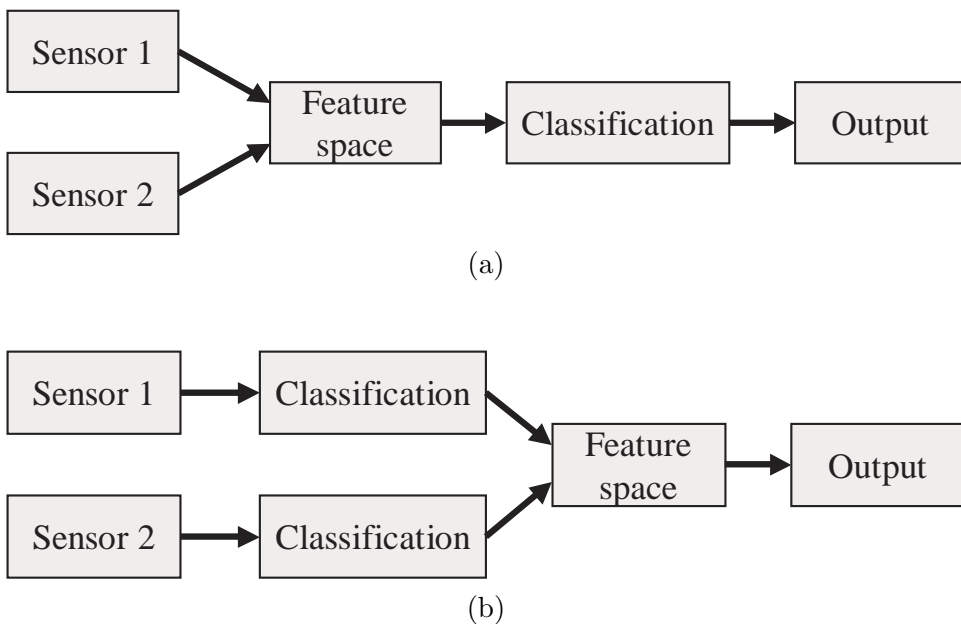 Sensor 1
Feature
space
Classification
Output
Sensor 2
(a)
Sensor 1
Classification
Feature
space
Output
Sensor 2
Classification
(b)